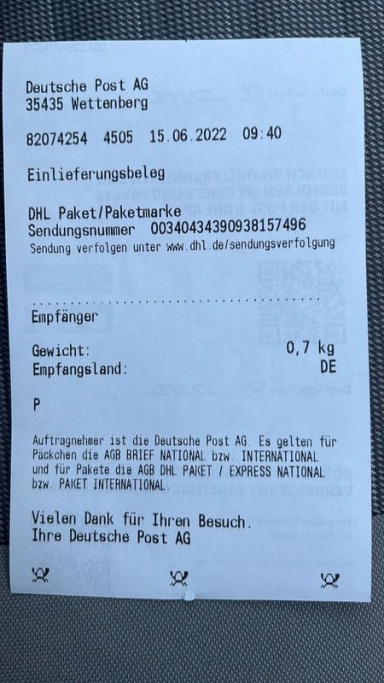 Deutsche Post AG
35435 Wettenberg
82074254 4505 15.06.2022 09:40
Einlieferungsbeleg
DHL Paket/Paketmarke
Sendungsnummer 00340434390938157496
Sendung verfolgen unter www.dhl.de/sendungsverfolgung
Empfänger
Gewicht: 0,7 kg
Empfangsland: DE
P
Auftragnehmer ist die Deutsche Post AG. Es gelten für
Päckchen die AGB BRIEF NATIONAL bzw. INTERNATIONAL
und für Pakete die AGB DHL PAKET / EXPRESS NATIONAL
bzw. PAKET INTERNATIONAL.
Vielen Dank für Ihren Besuch.
Ihre Deutsche Post AG